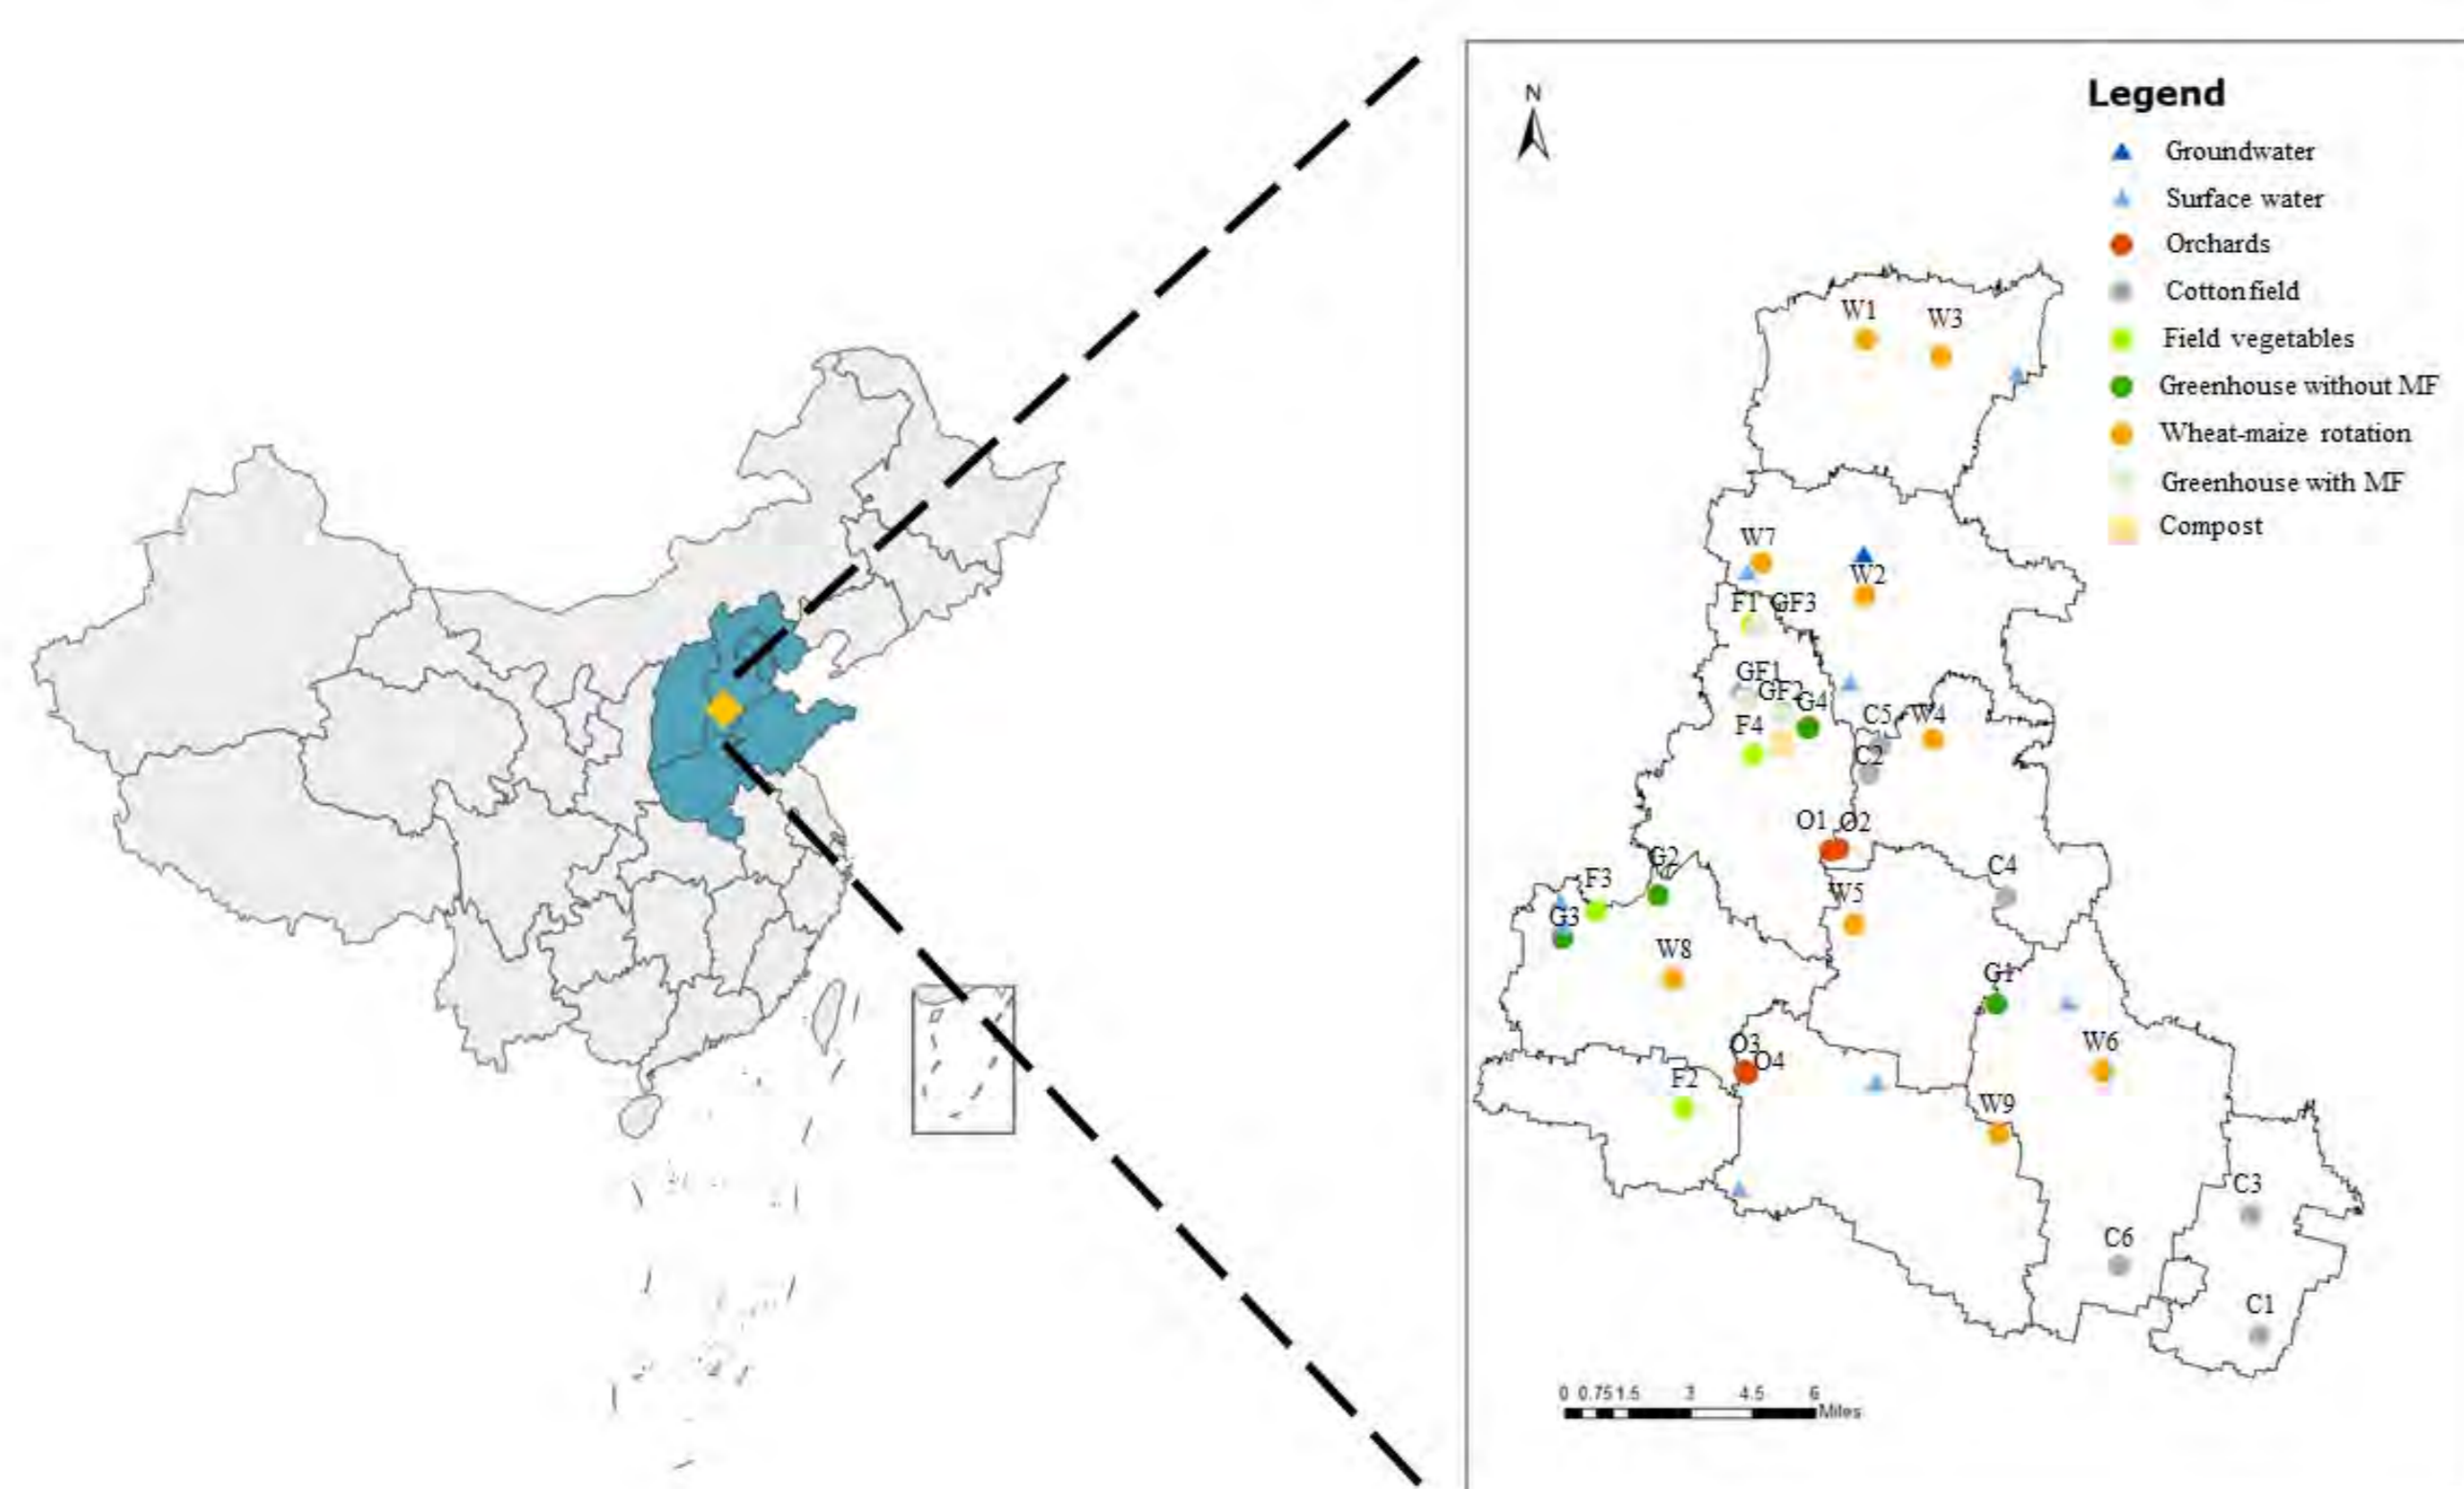 N
Legend
Groundwater
Surface water
Orchards
Cotton field
Field vegetables
Greenhouse without MF
Wheat-maize rotation
Greenhouse with MF
Compost
W1
W3
W7
W2
F1 GF3
GF1
GF2
G4
F4
C5
W4
C2
O1 O2
G2
C4
F3
W5
G3
W8
G1
O3
O4
W6
F2
W9
C3
C6
C1
0 0.75 1.5 3 4.5 6
Miles